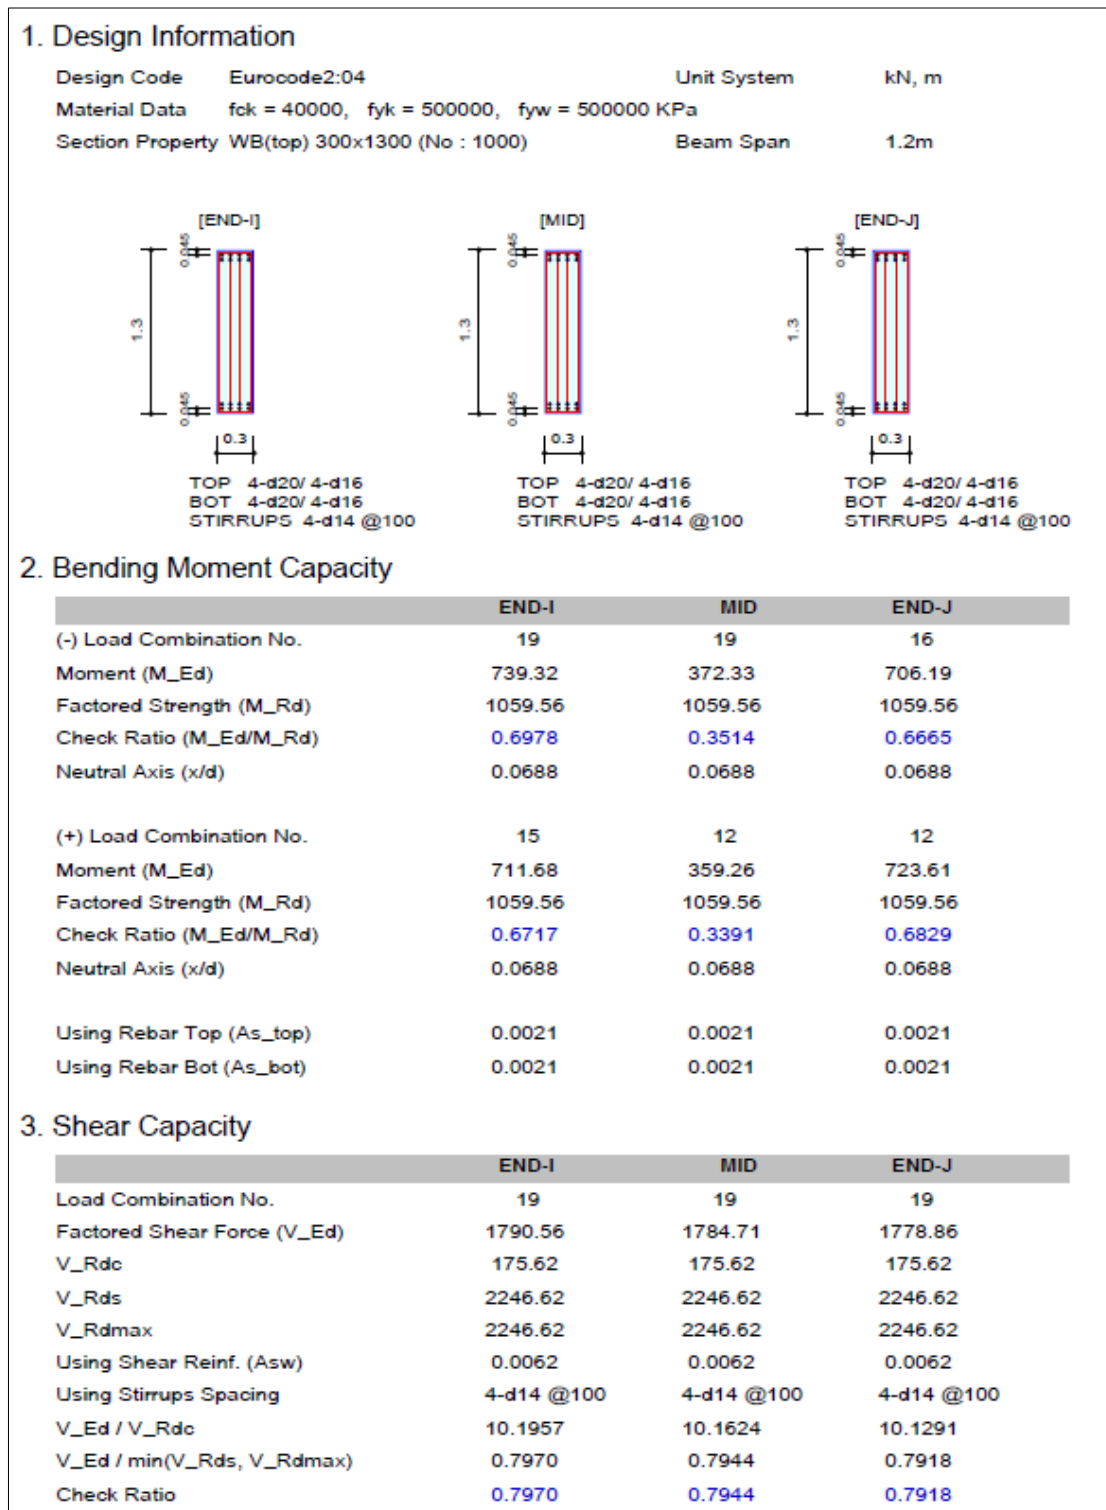 1. Design Information
Design Code Eurocode2:04 Unit System kN, m
Material Data fck = 40000, fyk = 500000, fyw = 500000 KPa
Section Property WB(top) 300x1300 (No : 1000) Beam Span 1.2m
[END-I] [MID] [END-J]
0.045 0.045 0.045
1.3 1.3 1.3
0.045 0.045 0.045
0.3 0.3 0.3
TOP 4-d20/ 4-d16 TOP 4-d20/ 4-d16 TOP 4-d20/ 4-d16
BOT 4-d20/ 4-d16 BOT 4-d20/ 4-d16 BOT 4-d20/ 4-d16
STIRRUPS 4-d14 @100 STIRRUPS 4-d14 @100 STIRRUPS 4-d14 @100
2. Bending Moment Capacity
END-I MID END-J
(-) Load Combination No. 19 19 16
Moment (M_Ed) 739.32 372.33 706.19
Factored Strength (M_Rd) 1059.56 1059.56 1059.56
Check Ratio (M_Ed/M_Rd) 0.6978 0.3514 0.6665
Neutral Axis (x/d) 0.0688 0.0688 0.0688
(+) Load Combination No. 15 12 12
Moment (M_Ed) 711.68 359.26 723.61
Factored Strength (M_Rd) 1059.56 1059.56 1059.56
Check Ratio (M_Ed/M_Rd) 0.6717 0.3391 0.6829
Neutral Axis (x/d) 0.0688 0.0688 0.0688
Using Rebar Top (As_top) 0.0021 0.0021 0.0021
Using Rebar Bot (As_bot) 0.0021 0.0021 0.0021
3. Shear Capacity
END-I MID END-J
Load Combination No. 19 19 19
Factored Shear Force (V_Ed) 1790.56 1784.71 1778.86
V_Rdc 175.62 175.62 175.62
V_Rds 2246.62 2246.62 2246.62
V_Rdmax 2246.62 2246.62 2246.62
Using Shear Reinf. (Asw) 0.0062 0.0062 0.0062
Using Stirrups Spacing 4-d14 @100 4-d14 @100 4-d14 @100
V_Ed / V_Rdc 10.1957 10.1624 10.1291
V_Ed / min(V_Rds, V_Rdmax) 0.7970 0.7944 0.7918
Check Ratio 0.7970 0.7944 0.7918